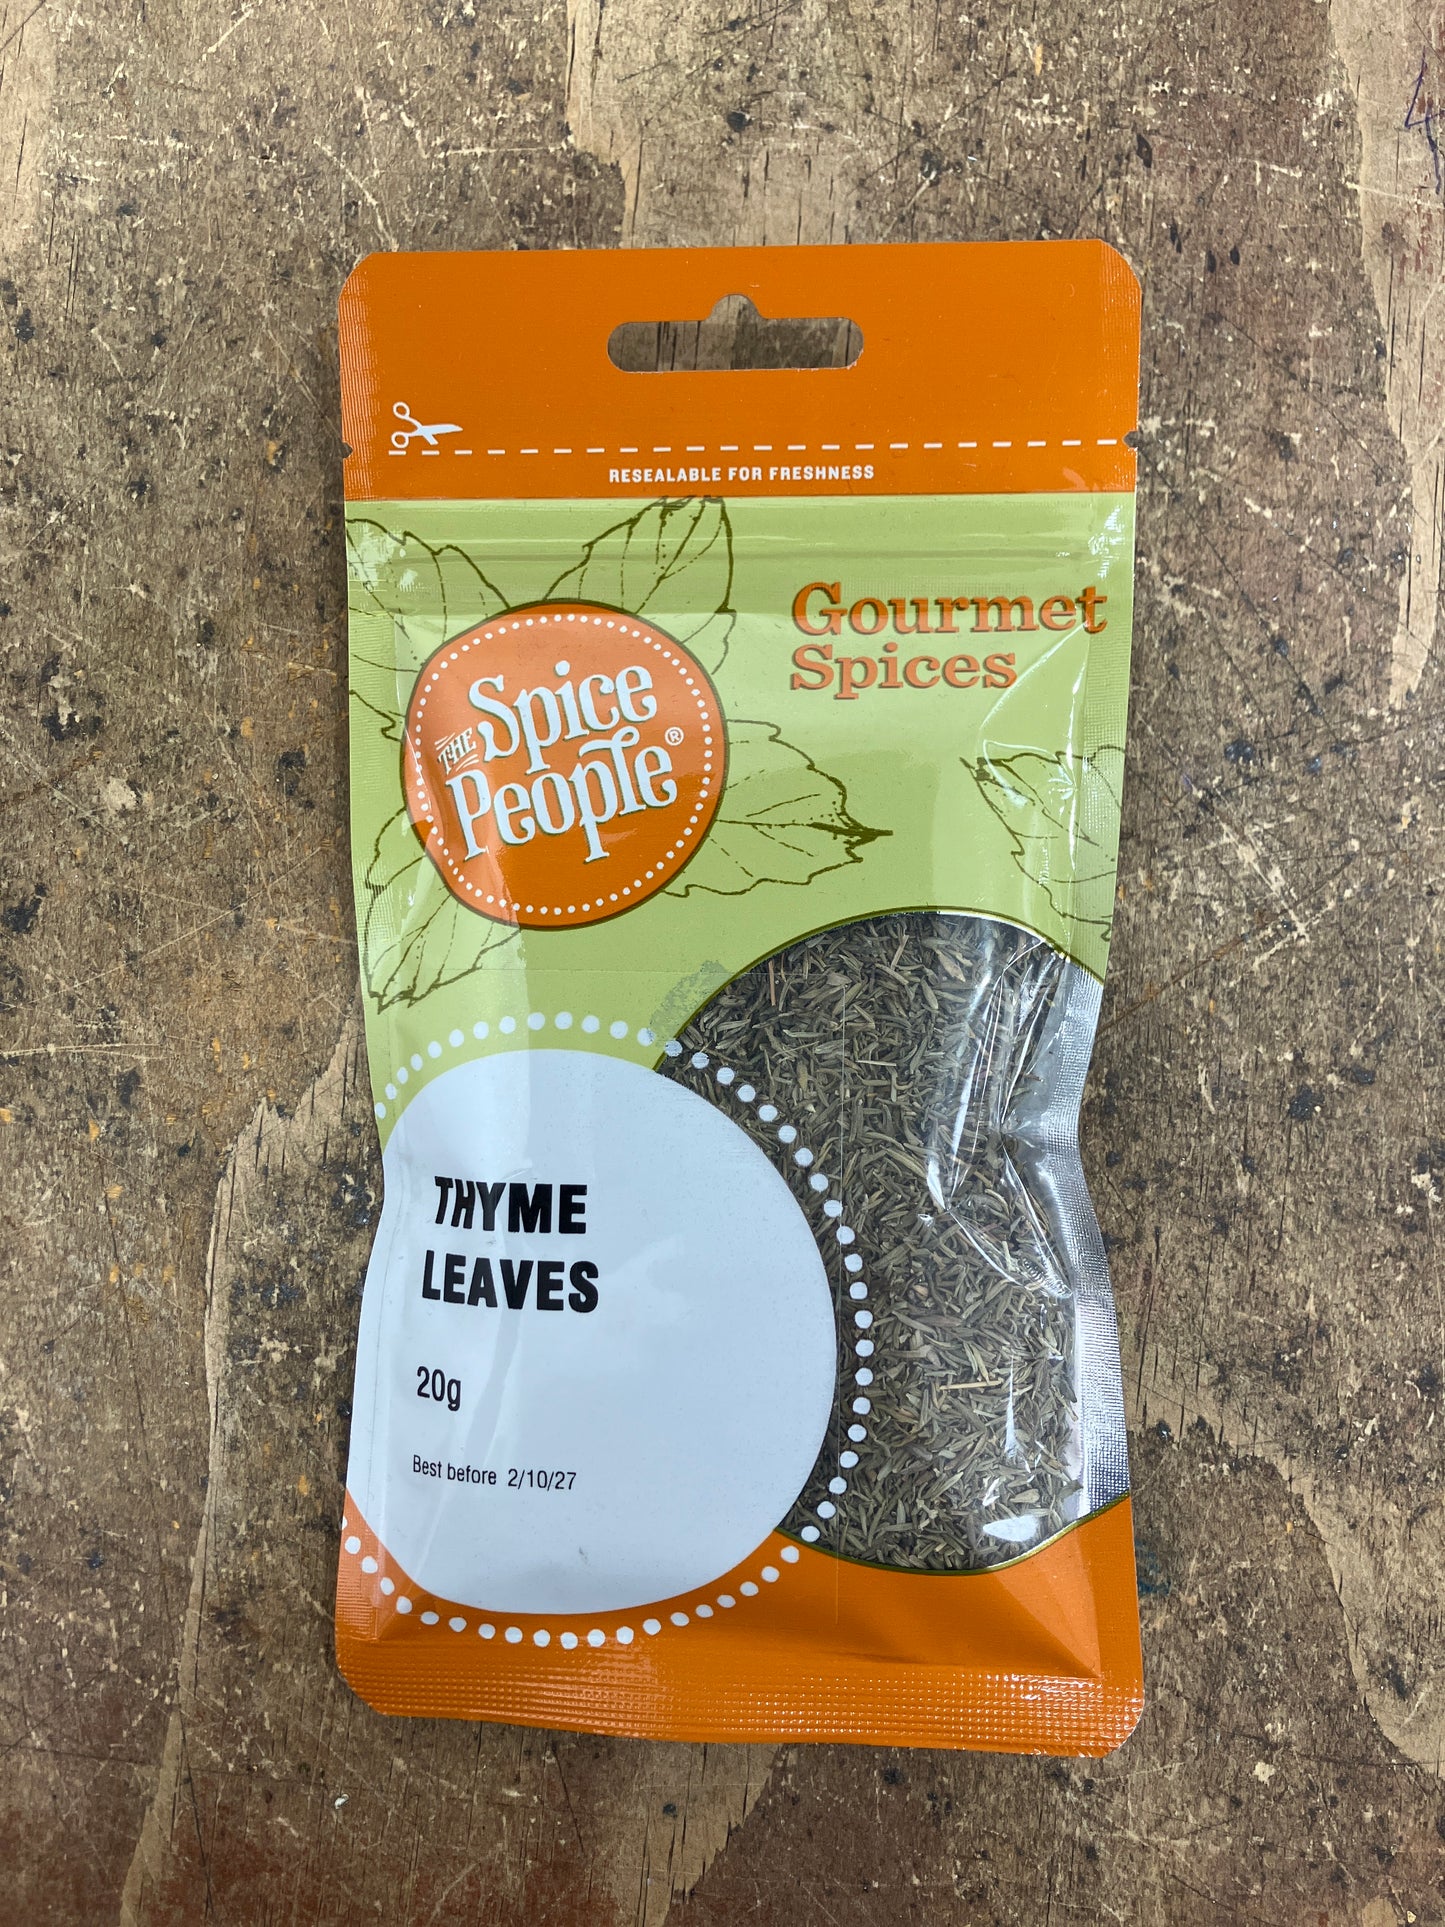 RESEALABLE FOR FRESHNESS
Gourmet
Spices
THE Spice
People®
THYME
LEAVES
20g
Best before 2/10/27